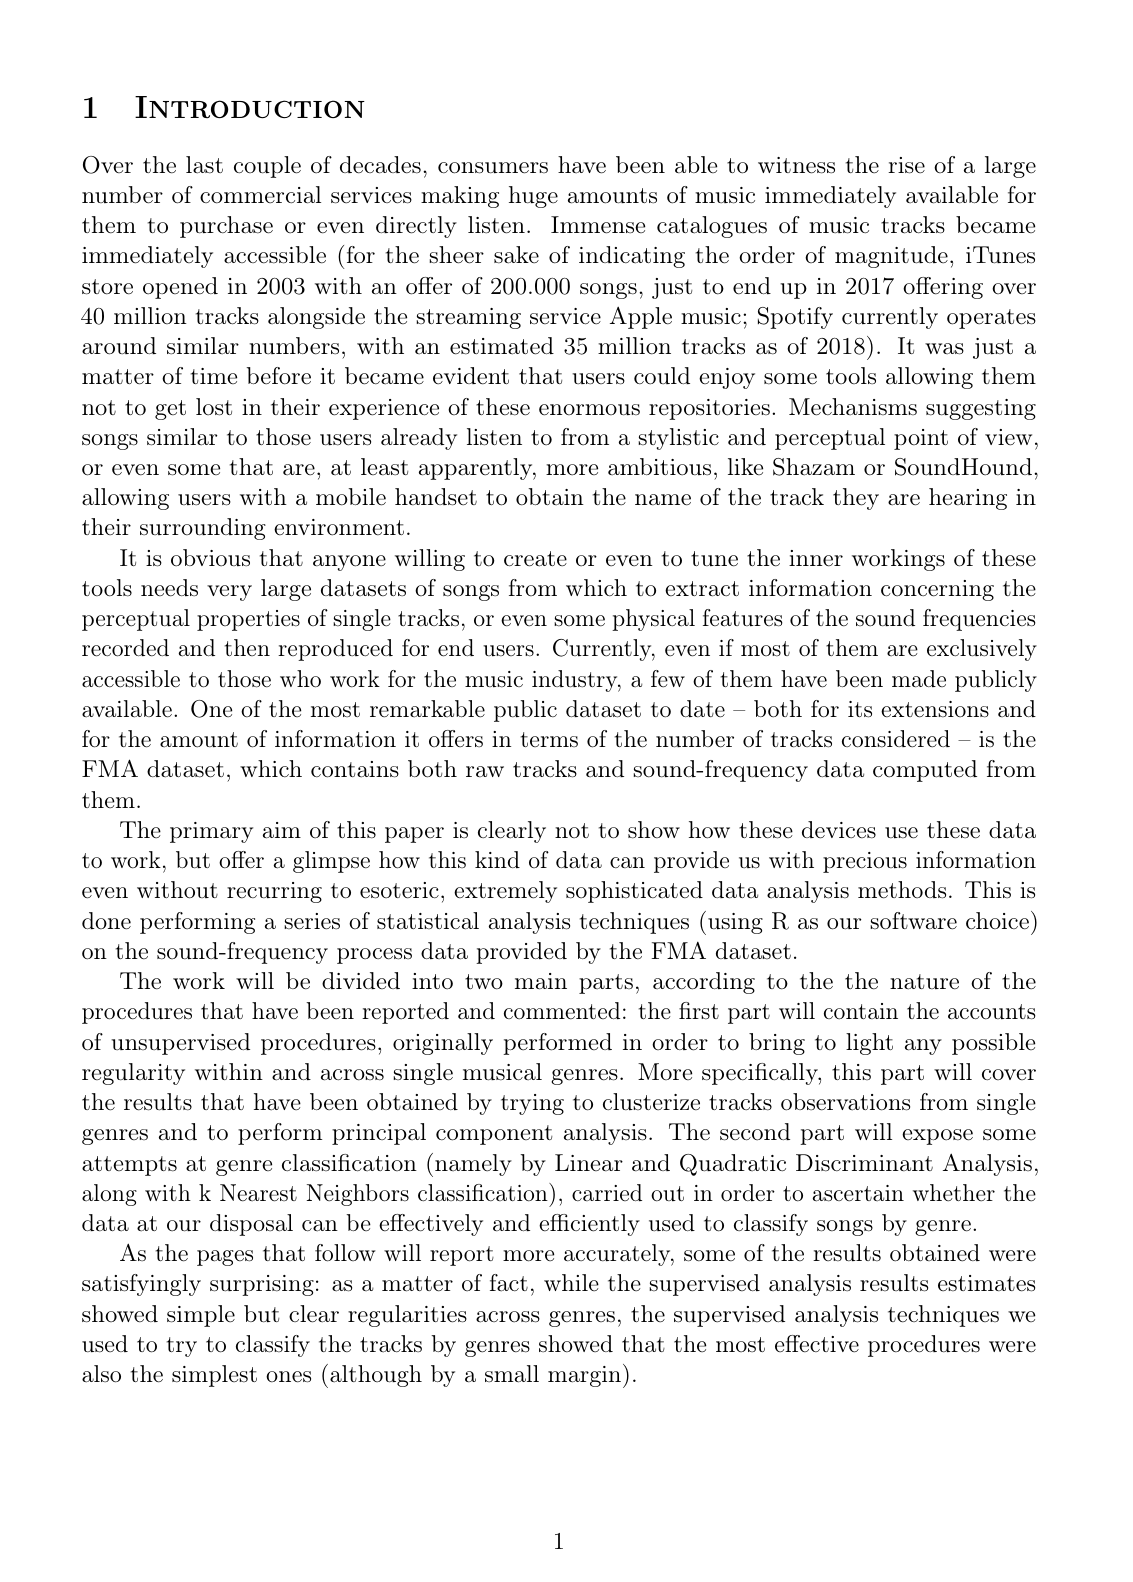 1 Introduction
Over the last couple of decades, consumers have been able to witness the rise of a large
number of commercial services making huge amounts of music immediately available for
them to purchase or even directly listen. Immense catalogues of music tracks became
immediately accessible (for the sheer sake of indicating the order of magnitude, iTunes
store opened in 2003 with an offer of 200.000 songs, just to end up in 2017 offering over
40 million tracks alongside the streaming service Apple music; Spotify currently operates
around similar numbers, with an estimated 35 million tracks as of 2018). It was just a
matter of time before it became evident that users could enjoy some tools allowing them
not to get lost in their experience of these enormous repositories. Mechanisms suggesting
songs similar to those users already listen to from a stylistic and perceptual point of view,
or even some that are, at least apparently, more ambitious, like Shazam or SoundHound,
allowing users with a mobile handset to obtain the name of the track they are hearing in
their surrounding environment.
It is obvious that anyone willing to create or even to tune the inner workings of these
tools needs very large datasets of songs from which to extract information concerning the
perceptual properties of single tracks, or even some physical features of the sound frequencies
recorded and then reproduced for end users. Currently, even if most of them are exclusively
accessible to those who work for the music industry, a few of them have been made publicly
available. One of the most remarkable public dataset to date – both for its extensions and
for the amount of information it offers in terms of the number of tracks considered – is the
FMA dataset, which contains both raw tracks and sound-frequency data computed from
them.
The primary aim of this paper is clearly not to show how these devices use these data
to work, but offer a glimpse how this kind of data can provide us with precious information
even without recurring to esoteric, extremely sophisticated data analysis methods. This is
done performing a series of statistical analysis techniques (using R as our software choice)
on the sound-frequency process data provided by the FMA dataset.
The work will be divided into two main parts, according to the the nature of the
procedures that have been reported and commented: the first part will contain the accounts
of unsupervised procedures, originally performed in order to bring to light any possible
regularity within and across single musical genres. More specifically, this part will cover
the results that have been obtained by trying to clusterize tracks observations from single
genres and to perform principal component analysis. The second part will expose some
attempts at genre classification (namely by Linear and Quadratic Discriminant Analysis,
along with k Nearest Neighbors classification), carried out in order to ascertain whether the
data at our disposal can be effectively and efficiently used to classify songs by genre.
As the pages that follow will report more accurately, some of the results obtained were
satisfyingly surprising: as a matter of fact, while the supervised analysis results estimates
showed simple but clear regularities across genres, the supervised analysis techniques we
used to try to classify the tracks by genres showed that the most effective procedures were
also the simplest ones (although by a small margin).
1